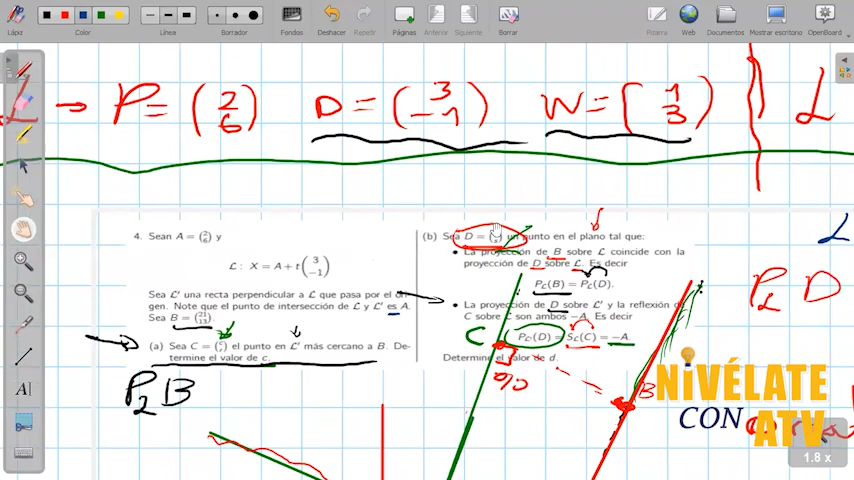 Lápiz Color Línea Borrador Fondos Deshacer Redetir Páginas Anterior Siguiente Borrar Pizarra Web Documentos Mostrar Escritorio OpenBoard
L → P = (2 6) D = (3 -1) W = (1 3) L
4. Sean A = (2 6) y
L : X = A + t (3 -1)
Sea L' una recta perpendicular a L que pasa por el ori-
gen. Note que el punto de intersección de L y L' es A.
Sea B = (21 13)
(a) Sea C = el punto en L' más cercano a B. De-
termine el valor de c.
P B
(b) Sea D = un punto en el plano tal que:
• La proyección de B sobre L coincide con la
proyección de D sobre L. Es decir
P_L(B) = P_L(D).
• La proyección de D sobre L' y la reflexión de
C sobre L son ambos −A. Es decir
C
P_L'(D) = S_L(C) = −A.
Determine el valor de d.
B
L
P_L D
NIVÉLATE
CON ATV
1.8 x